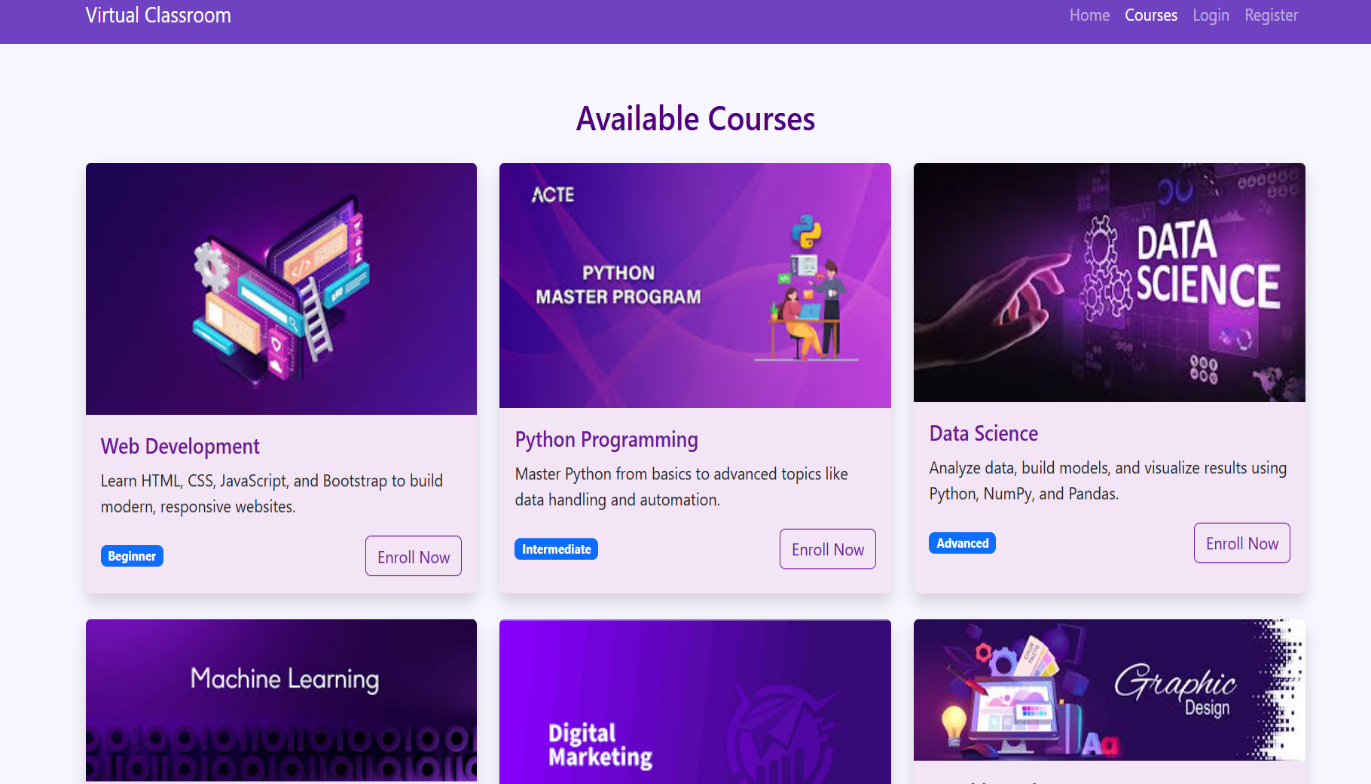 Virtual Classroom
Home Courses Login Register
Available Courses
ACTE
PYTHON
MASTER PROGRAM
DATA
SCIENCE
Web Development
Learn HTML, CSS, JavaScript, and Bootstrap to build
modern, responsive websites.
Beginner
Enroll Now
Python Programming
Master Python from basics to advanced topics like
data handling and automation.
Intermediate
Enroll Now
Data Science
Analyze data, build models, and visualize results using
Python, NumPy, and Pandas.
Advanced
Enroll Now
Machine Learning
Digital
Marketing
Graphic
Design
Aa